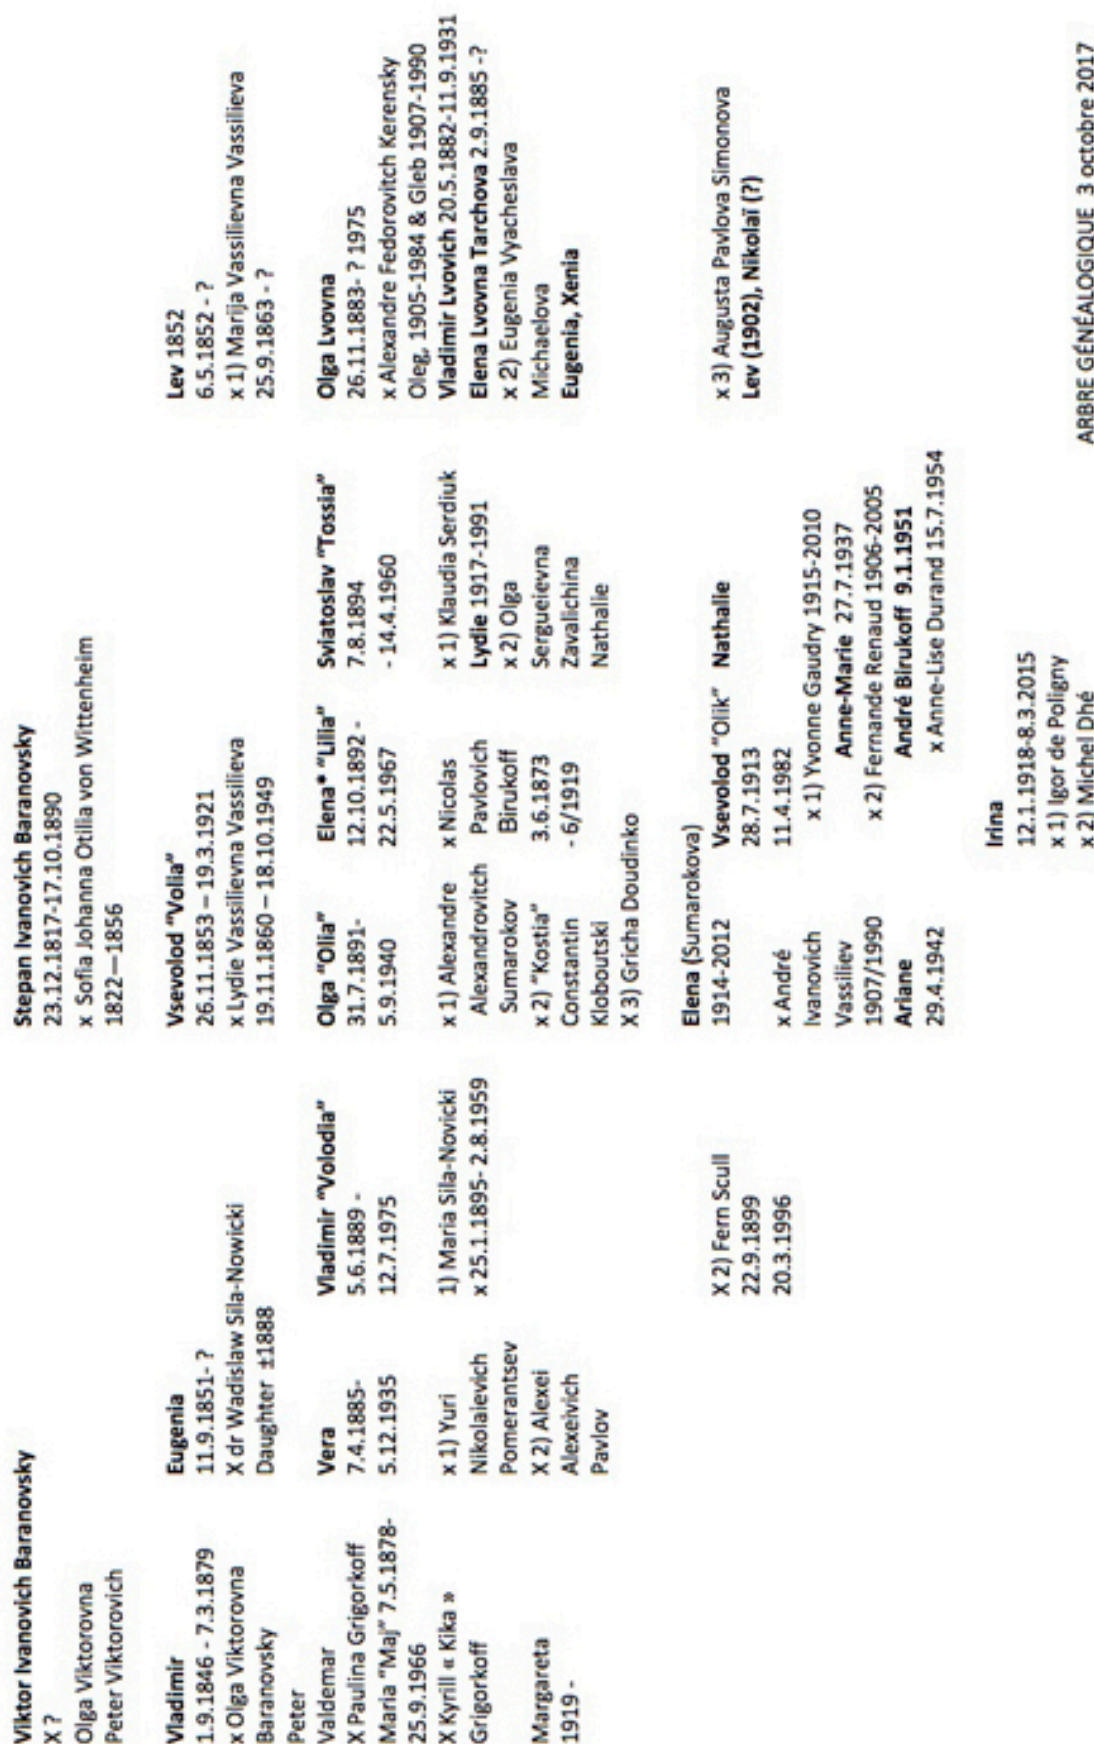 Viktor Ivanovich Baranovsky
X ?
Olga Viktorovna
Peter Viktorovich
Stepan Ivanovich Baranovsky
23.12.1817-17.10.1890
x Sofia Johanna Otilia von Wittenheim
1822—1856
Vladimir
1.9.1846 - 7.3.1879
x Olga Viktorovna
Baranovsky
Peter
Valdemar
X Paulina Grigorkoff
Maria "Maj" 7.5.1878-
25.9.1966
X Kyrill « Kika »
Grigorkoff
Margareta
1919 -
Eugenia
11.9.1851- ?
X dr Wadislaw Sila-Nowicki
Daughter ±1888
Vsevolod "Volia"
26.11.1853 – 19.3.1921
x Lydie Vassilievna Vassilieva
19.11.1860 – 18.10.1949
Lev 1852
6.5.1852 - ?
x 1) Marija Vassilievna Vassilieva
25.9.1863 - ?
Vera
7.4.1885-
5.12.1935
x 1) Yuri
Nikolaievich
Pomerantsev
X 2) Alexei
Alexeivich
Pavlov
Vladimir "Volodia"
5.6.1889 -
12.7.1975
1) Maria Sila-Novicki
x 25.1.1895- 2.8.1959
X 2) Fern Scull
22.9.1899
20.3.1996
Olga "Olia"
31.7.1891-
5.9.1940
x 1) Alexandre
Alexandrovitch
Sumarokov
x 2) "Kostia"
Constantin
Kloboutski
X 3) Gricha Doudinko
Elena* "Lilia"
12.10.1892 -
22.5.1967
x Nicolas
Pavlovich
Birukoff
3.6.1873
- 6/1919
Sviatoslav "Tossia"
7.8.1894
- 14.4.1960
x 1) Klaudia Serdiuk
Lydie 1917-1991
x 2) Olga
Sergueievna
Zavalichina
Nathalie
Olga Lvovna
26.11.1883- ? 1975
x Alexandre Fedorovitch Kerensky
Oleg, 1905-1984 & Gleb 1907-1990
Vladimir Lvovich 20.5.1882-11.9.1931
Elena Lvovna Tarchova 2.9.1885 -?
x 2) Eugenia Vyacheslava
Michaelova
Eugenia, Xenia
x 3) Augusta Pavlova Simonova
Lev (1902), Nikolaï (?)
Elena (Sumarokova)
1914-2012
x André
Ivanovich
Vassiliev
1907/1990
Ariane
29.4.1942
Vsevolod "Olik"
28.7.1913
11.4.1982
x 1) Yvonne Gaudry 1915-2010
Anne-Marie 27.7.1937
x 2) Fernande Renaud 1906-2005
André Birukoff 9.1.1951
x Anne-Lise Durand 15.7.1954
Nathalie
Irina
12.1.1918-8.3.2015
x 1) Igor de Poligny
x 2) Michel Dhé
ARBRE GÉNÉALOGIQUE 3 octobre 2017